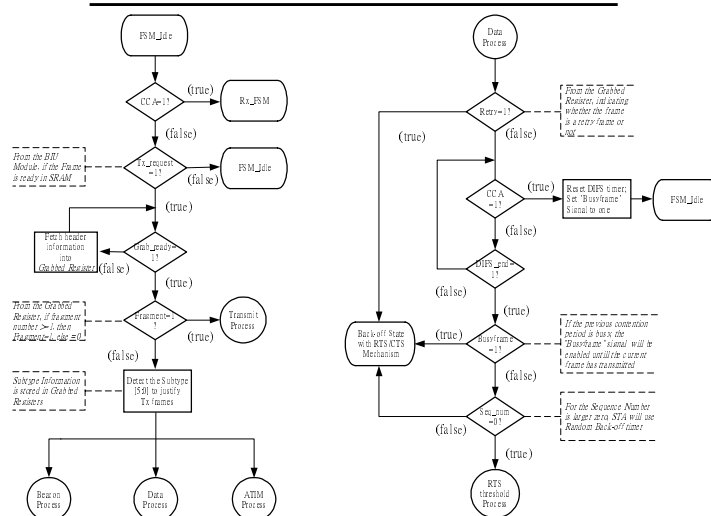 FSM_Idle
CCA=1?
(true)
Rx_FSM
(false)
From the BIU
Module, if the Frame
is ready in SRAM
Tx_request
=1?
(false)
FSM_Idle
(true)
Fetch header
information
into
Grabbed Register
(false)
Grab_ready=
1?
(true)
From the Grabbed
Register, if fragment
number >1, then
Fragment=1, else =0
Fragment=1
?
(true)
Transmit
Process
(false)
Subtype Information
is stored in Grabbed
Registers
Detect the Subtype
[5:0] to justify
Tx frames
Beacon
Process
Data
Process
ATIM
Process
Data
Process
Retry=1?
From the Grabbed
Register, indicating
whether the frame
is a retry frame or
not
(true)
(false)
CCA
=1?
(true)
Reset DIFS timer;
Set "Busyframe"
Signal to one
FSM_Idle
(false)
DIFS_end=
1?
(false)
(true)
Back-off State
with RTS/CTS
Mechanism
(true)
Busyframe
=1?
If the previous contention
period is busy, the
"Busyframe" signal will be
enabled untill the current
frame has transmitted
(false)
Seq_num
=0?
(false)
For the Sequence Number
is larger zero, STA will use
Random Back-off timer
(true)
RTS
threshold
Process